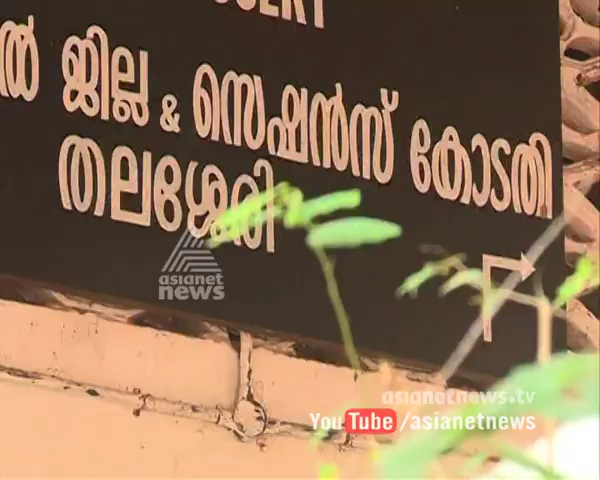 ൽ ജില്ല & സെഷൻസ് കോടതി
തലശ്ശേരി
asianet
news
asianetnews.tv
YouTube/asianetnews